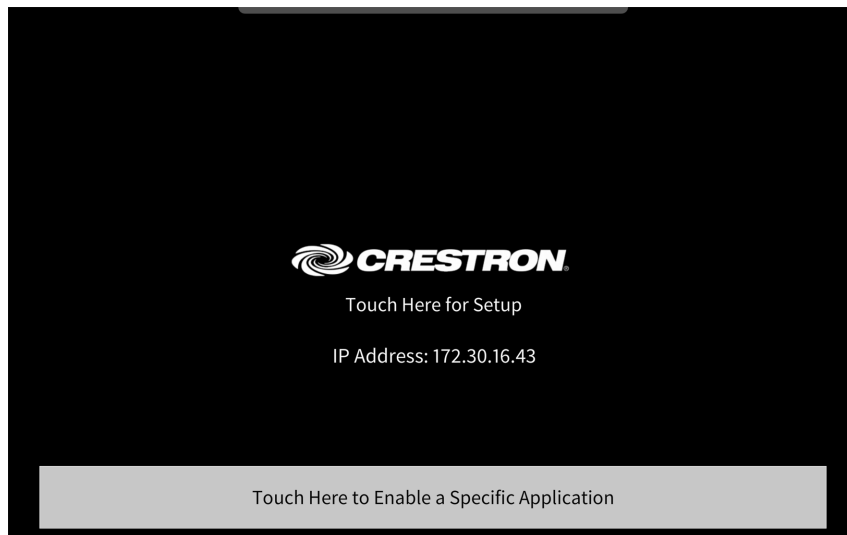 CRESTRON®
Touch Here for Setup
IP Address: 172.30.16.43
Touch Here to Enable a Specific Application